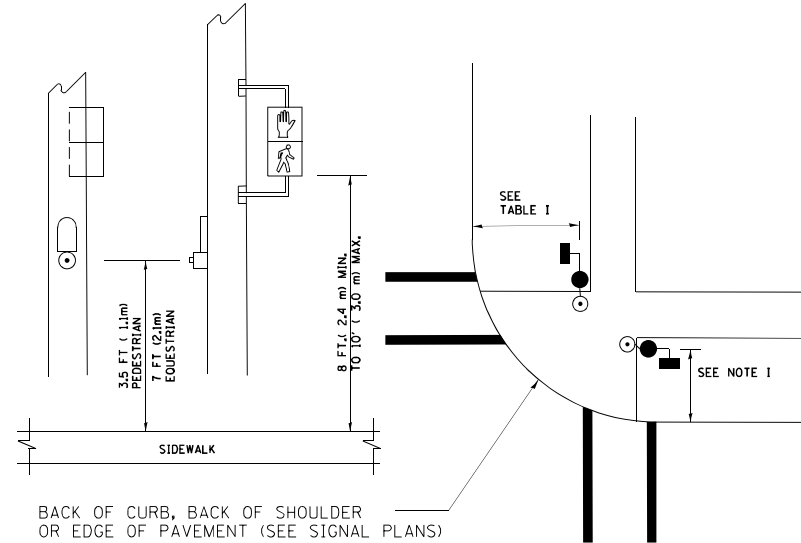 SEE
TABLE I
3.5 FT ( 1.1m)
PEDESTRIAN
7 FT (2.1m)
EQUESTRIAN
8 FT.( 2.4 m) MIN.
TO 10' ( 3.0 m) MAX.
SEE NOTE I
SIDEWALK
BACK OF CURB, BACK OF SHOULDER
OR EDGE OF PAVEMENT (SEE SIGNAL PLANS)